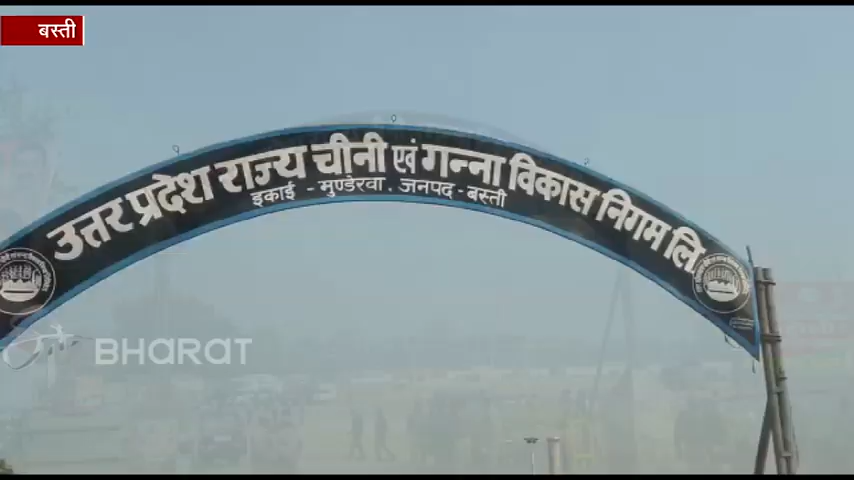 बस्ती
उत्तर प्रदेश राज्य चीनी एवं गन्ना विकास निगम लि
इकाई - मुण्डेरवा . जनपद - बस्ती
BHARAT